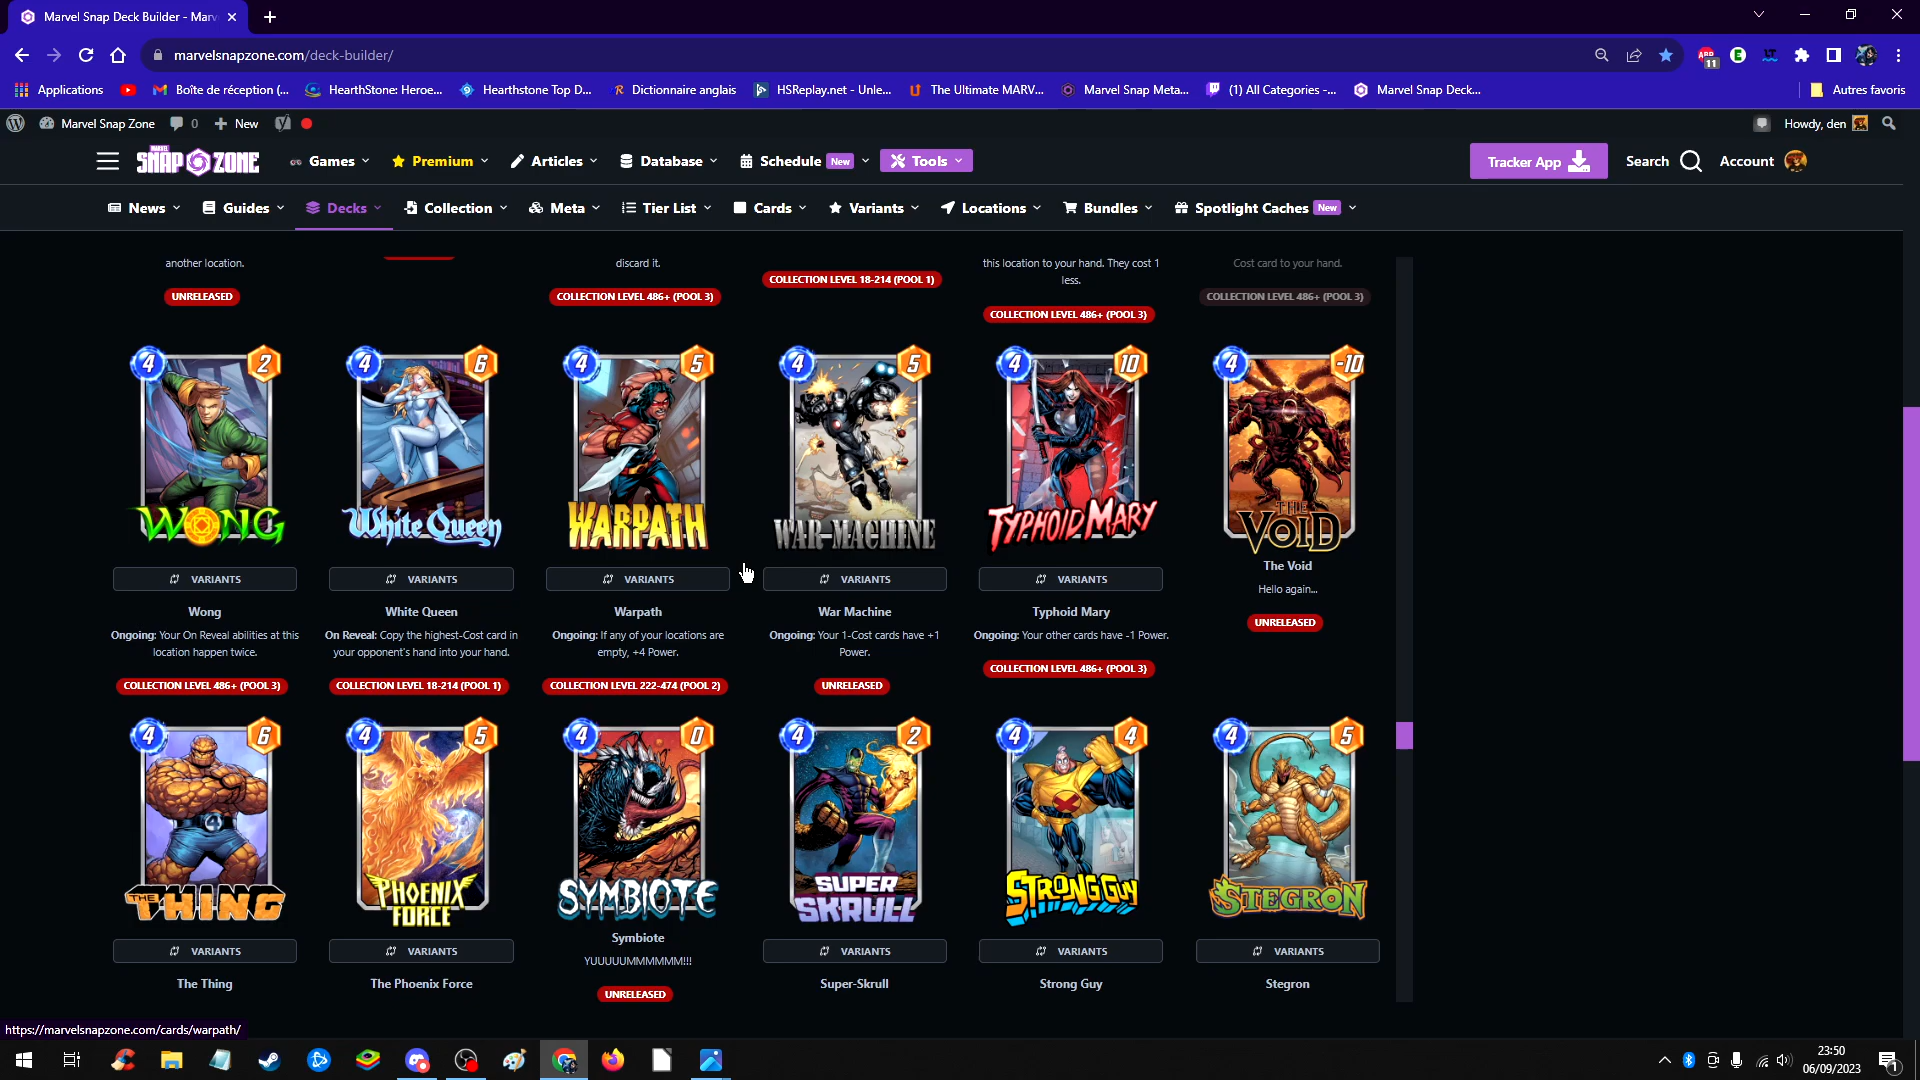 Marvel Snap Deck Builder - Marv
marvelsnapzone.com/deck-builder/
11
Applications
Boîte de réception (...
HearthStone: Heroe...
Hearthstone Top D...
Dictionnaire anglais
HSReplay.net - Unle...
The Ultimate MARV...
Marvel Snap Meta...
(1) All Categories -...
Marvel Snap Deck...
Autres favoris
Marvel Snap Zone
0
New
Howdy, den
MARVEL SNAP ZONE
Games
Premium
Articles
Database
Schedule New
Tools
Tracker App
Search
Account
News
Guides
Decks
Collection
Meta
Tier List
Cards
Variants
Locations
Bundles
Spotlight Caches New
another location.
discard it.
this location to your hand. They cost 1
less.
Cost card to your hand.
UNRELEASED
COLLECTION LEVEL 486+ (POOL 3)
COLLECTION LEVEL 18-214 (POOL 1)
COLLECTION LEVEL 486+ (POOL 3)
COLLECTION LEVEL 486+ (POOL 3)
4 2
4 6
4 5
4 5
4 10
4 -10
WONG
White Queen
WARPATH
WAR MACHINE
TYPHOID MARY
THE VOID
VARIANTS
VARIANTS
VARIANTS
VARIANTS
VARIANTS
The Void
Hello again...
UNRELEASED
Wong
Ongoing: Your On Reveal abilities at this
location happen twice.
COLLECTION LEVEL 486+ (POOL 3)
White Queen
On Reveal: Copy the highest-Cost card in
your opponent's hand into your hand.
COLLECTION LEVEL 18-214 (POOL 1)
Warpath
Ongoing: If any of your locations are
empty, +4 Power.
COLLECTION LEVEL 222-474 (POOL 2)
War Machine
Ongoing: Your 1-Cost cards have +1
Power.
UNRELEASED
Typhoid Mary
Ongoing: Your other cards have -1 Power.
COLLECTION LEVEL 486+ (POOL 3)
4 6
4 5
4 0
4 2
4 4
4 5
THE THING
PHOENIX FORCE
SYMBIOTE
SUPER SKRULL
STRONG GUY
STEGRON
VARIANTS
VARIANTS
Symbiote
YUUUUUMMMMMM!!!
UNRELEASED
VARIANTS
VARIANTS
VARIANTS
The Thing
The Phoenix Force
Super-Skrull
Strong Guy
Stegron
https://marvelsnapzone.com/cards/warpath/
23:50
06/09/2023
1